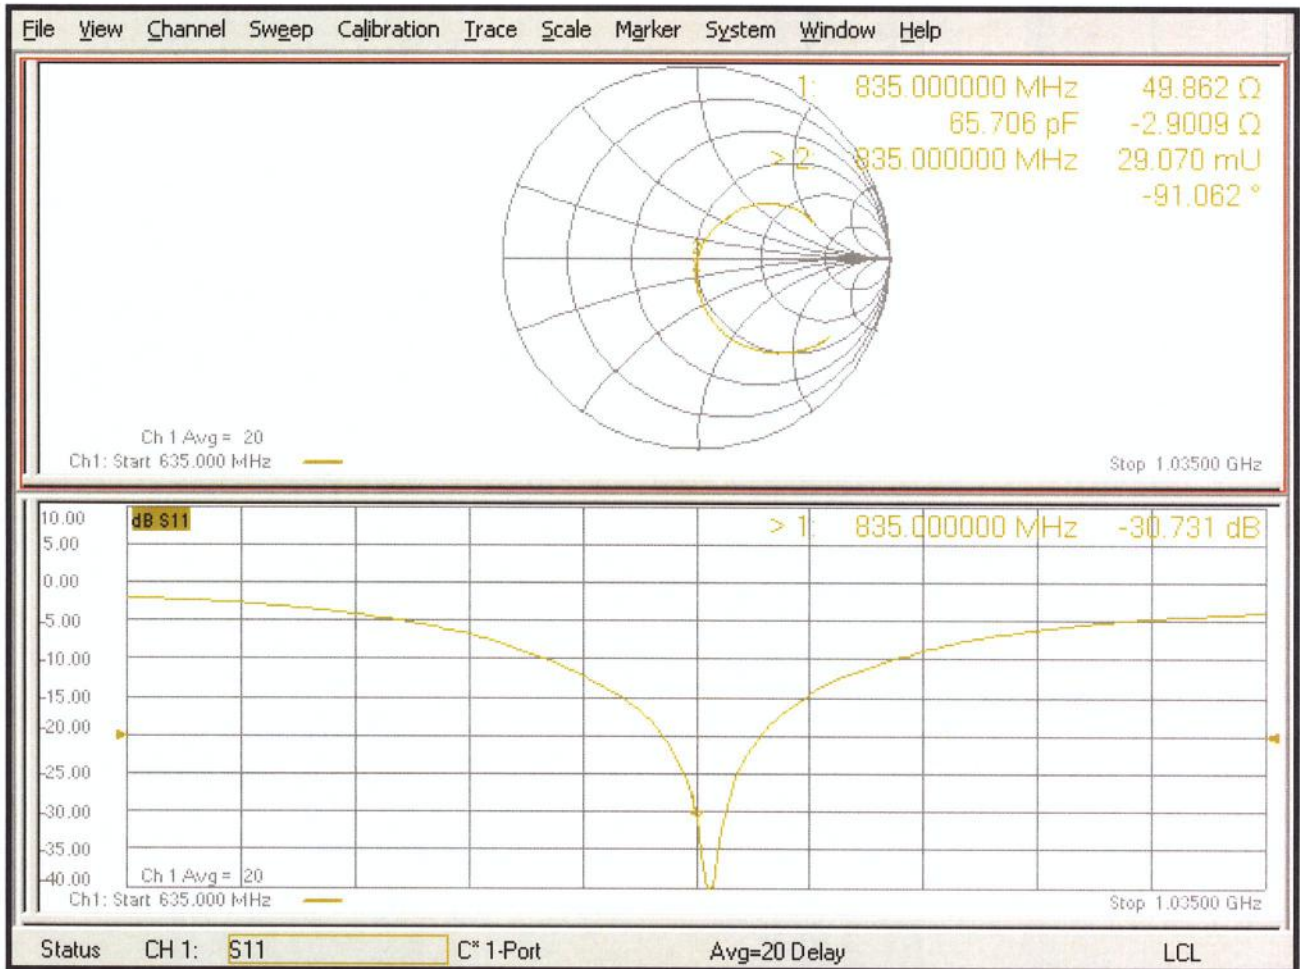 File View Channel Sweep Calibration Trace Scale Marker System Window Help
1: 835.000000 MHz 49.862 Ω
65.706 pF -2.9009 Ω
> 2: 835.000000 MHz 29.070 mU
-91.062 °
Ch 1 Avg = 20
Ch1: Start 635.000 MHz
Stop 1.03500 GHz
10.00
dB S11
> 1: 835.000000 MHz -30.731 dB
5.00
0.00
-5.00
-10.00
-15.00
-20.00
-25.00
-30.00
-35.00
-40.00
Ch 1 Avg = 20
Ch1: Start 635.000 MHz
Stop 1.03500 GHz
Status CH 1: S11 C* 1-Port Avg=20 Delay LCL